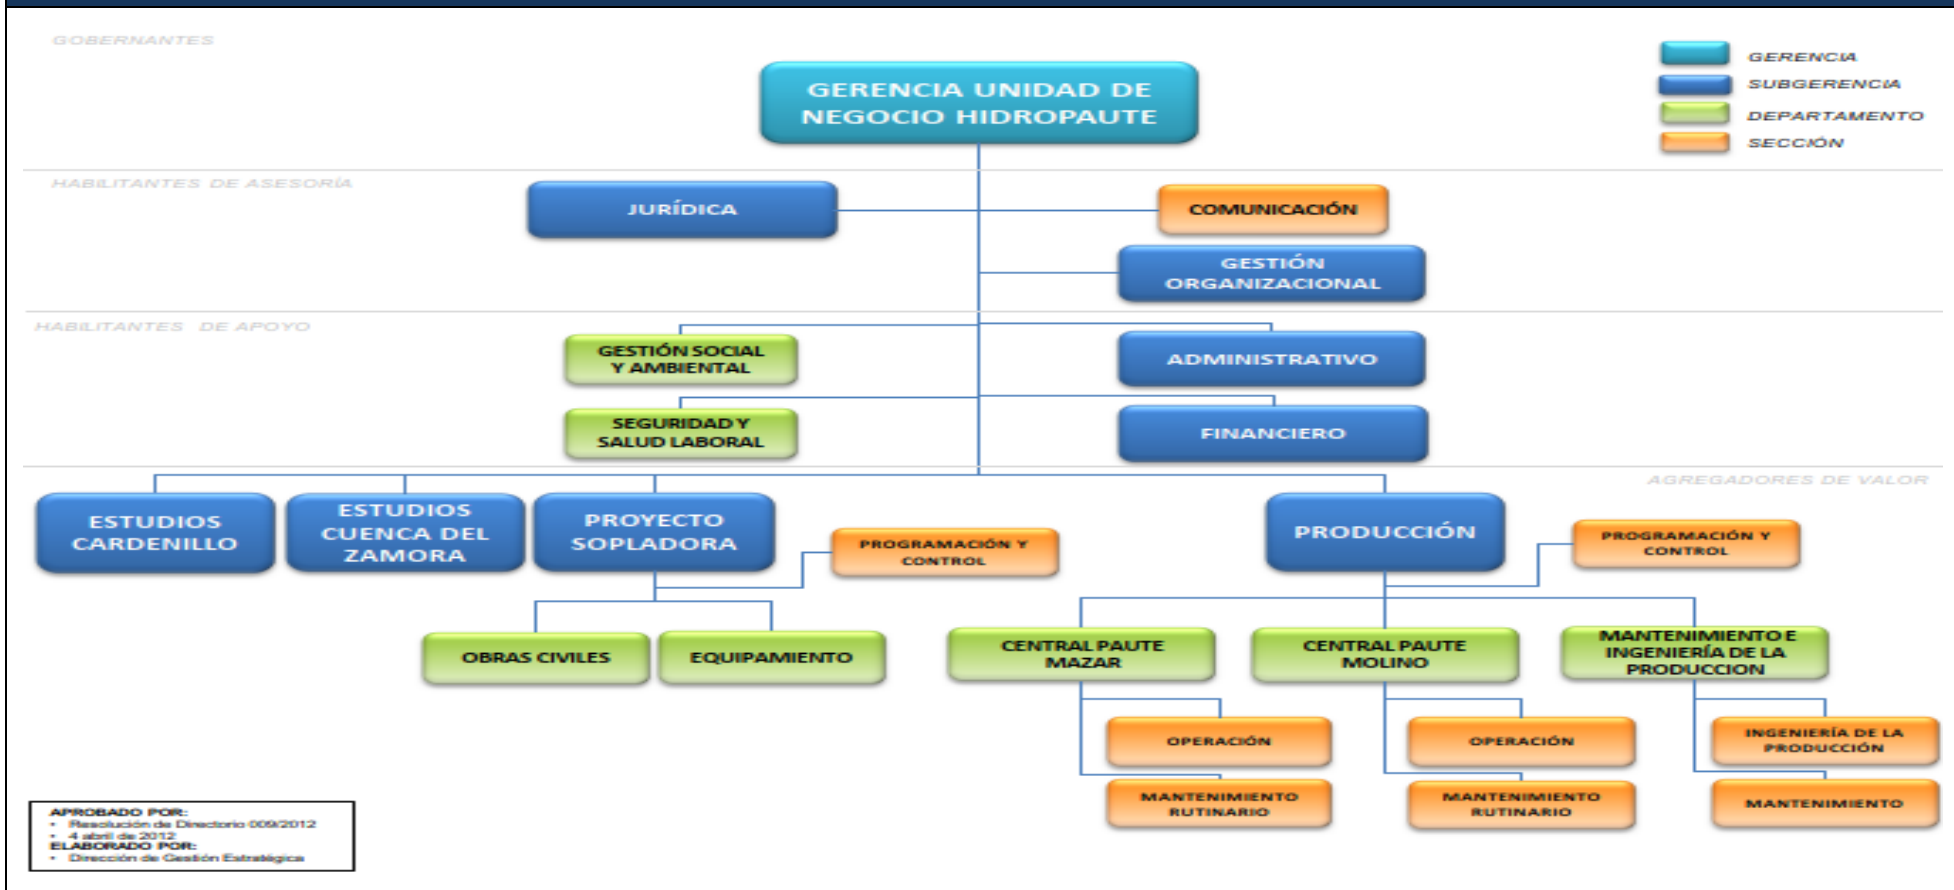 GOBERNANTES
GERENCIA UNIDAD DE
NEGOCIO HIDROPAUTE
GERENCIA
SUBGERENCIA
DEPARTAMENTO
SECCIÓN
HABILITANTES DE ASESORÍA
JURÍDICA
COMUNICACIÓN
GESTIÓN
ORGANIZACIONAL
HABILITANTES DE APOYO
GESTIÓN SOCIAL
Y AMBIENTAL
ADMINISTRATIVO
SEGURIDAD Y
SALUD LABORAL
FINANCIERO
AGREGADORES DE VALOR
ESTUDIOS
CARDENILLO
ESTUDIOS
CUENCA DEL
ZAMORA
PROYECTO
SOPLADORA
PROGRAMACIÓN Y
CONTROL
PRODUCCIÓN
PROGRAMACIÓN Y
CONTROL
OBRAS CIVILES
EQUIPAMIENTO
CENTRAL PAUTE
MAZAR
CENTRAL PAUTE
MOLINO
MANTENIMIENTO E
INGENIERÍA DE LA
PRODUCCION
OPERACIÓN
OPERACIÓN
INGENIERÍA DE LA
PRODUCCIÓN
MANTENIMIENTO
RUTINARIO
MANTENIMIENTO
RUTINARIO
MANTENIMIENTO
APROBADO POR:
• Resolución de Directorio 009/2012
• 4 abril de 2012
ELABORADO POR:
• Dirección de Gestión Estratégica